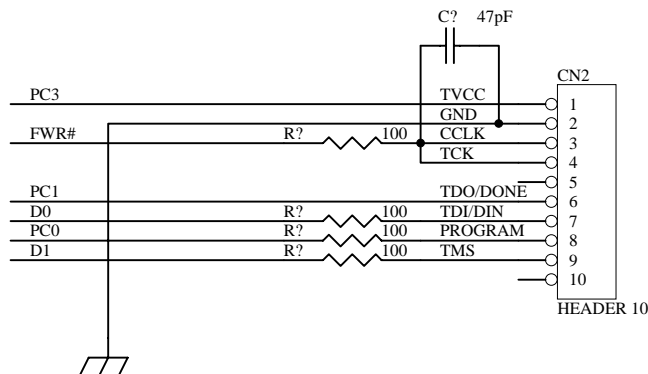 C? 47pF
CN2
PC3 TVCC 1
GND 2
FWR# R? 100 CCLK 3
TCK 4
5
PC1 TDO/DONE 6
D0 R? 100 TDI/DIN 7
PC0 R? 100 PROGRAM 8
D1 R? 100 TMS 9
10
HEADER 10